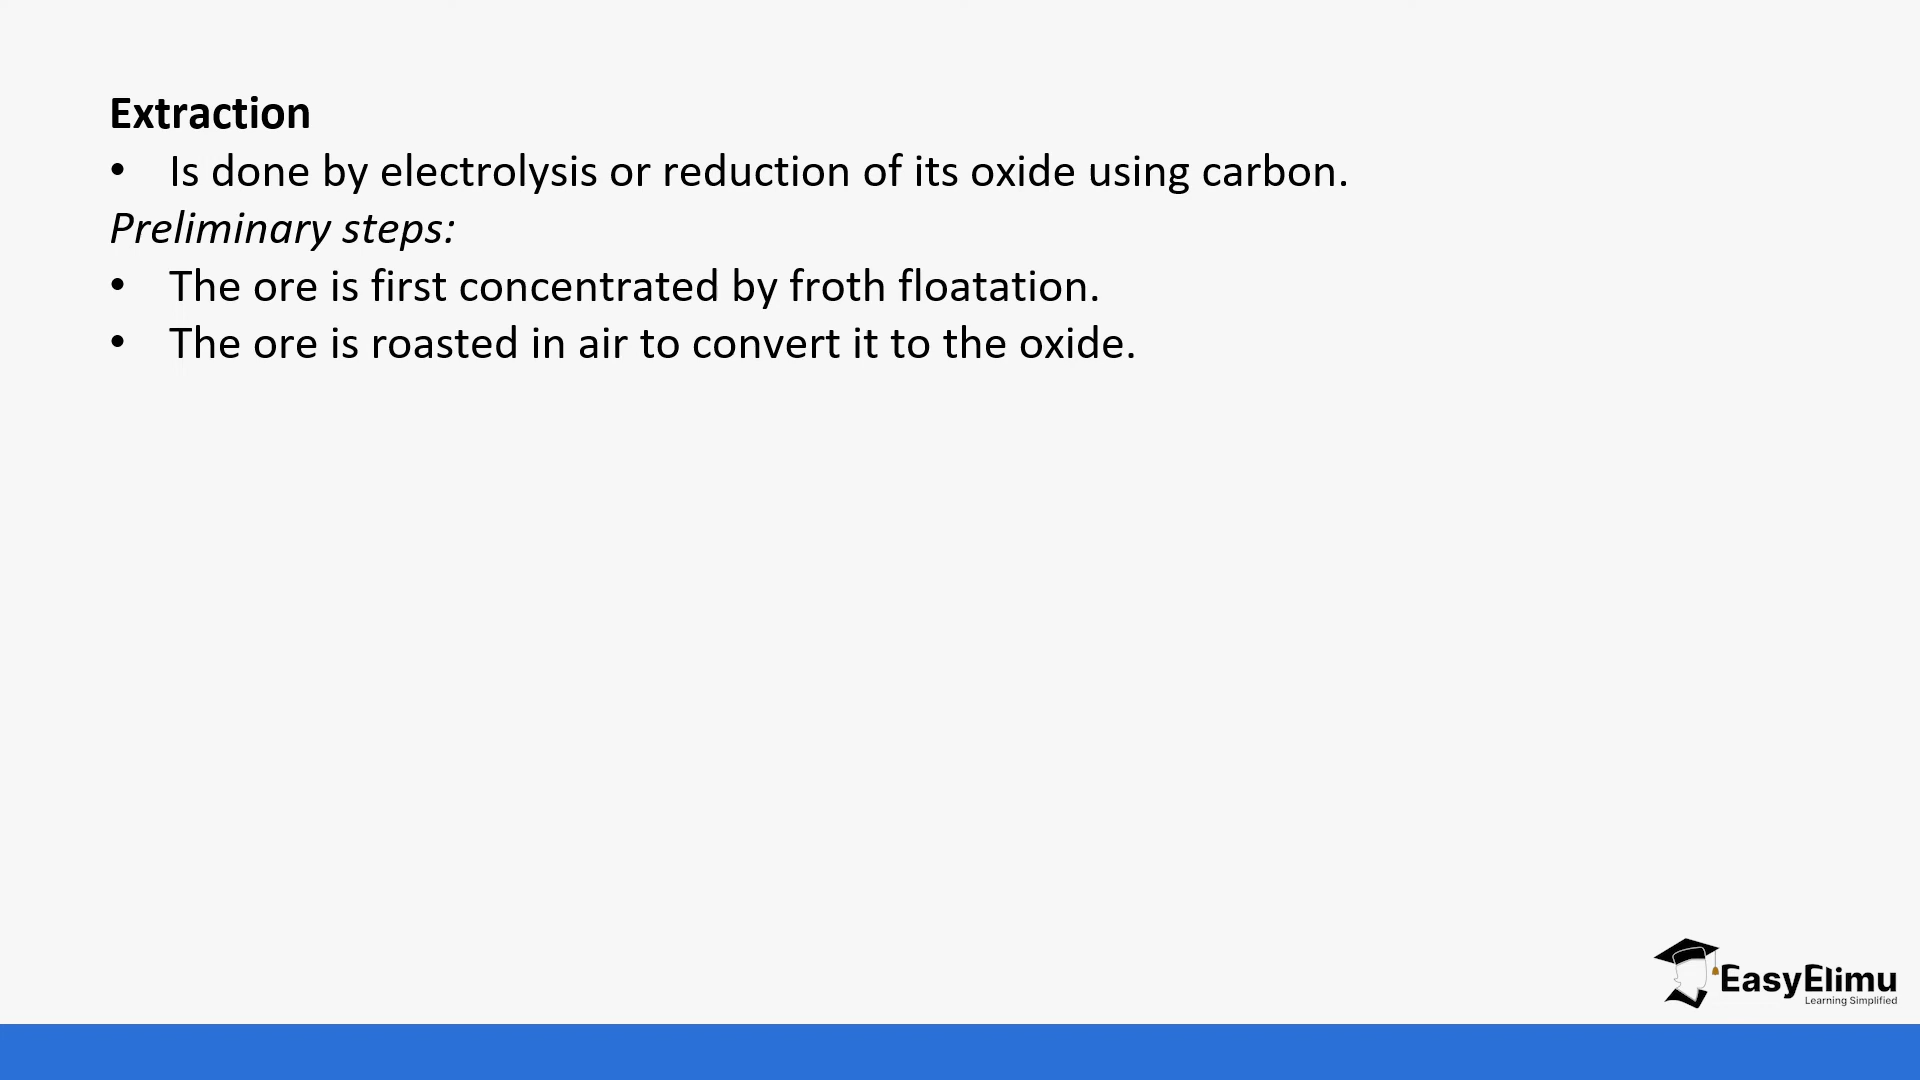 Extraction
• Is done by electrolysis or reduction of its oxide using carbon.
Preliminary steps:
• The ore is first concentrated by froth floatation.
• The ore is roasted in air to convert it to the oxide.
EasyElimu
Learning Simplified